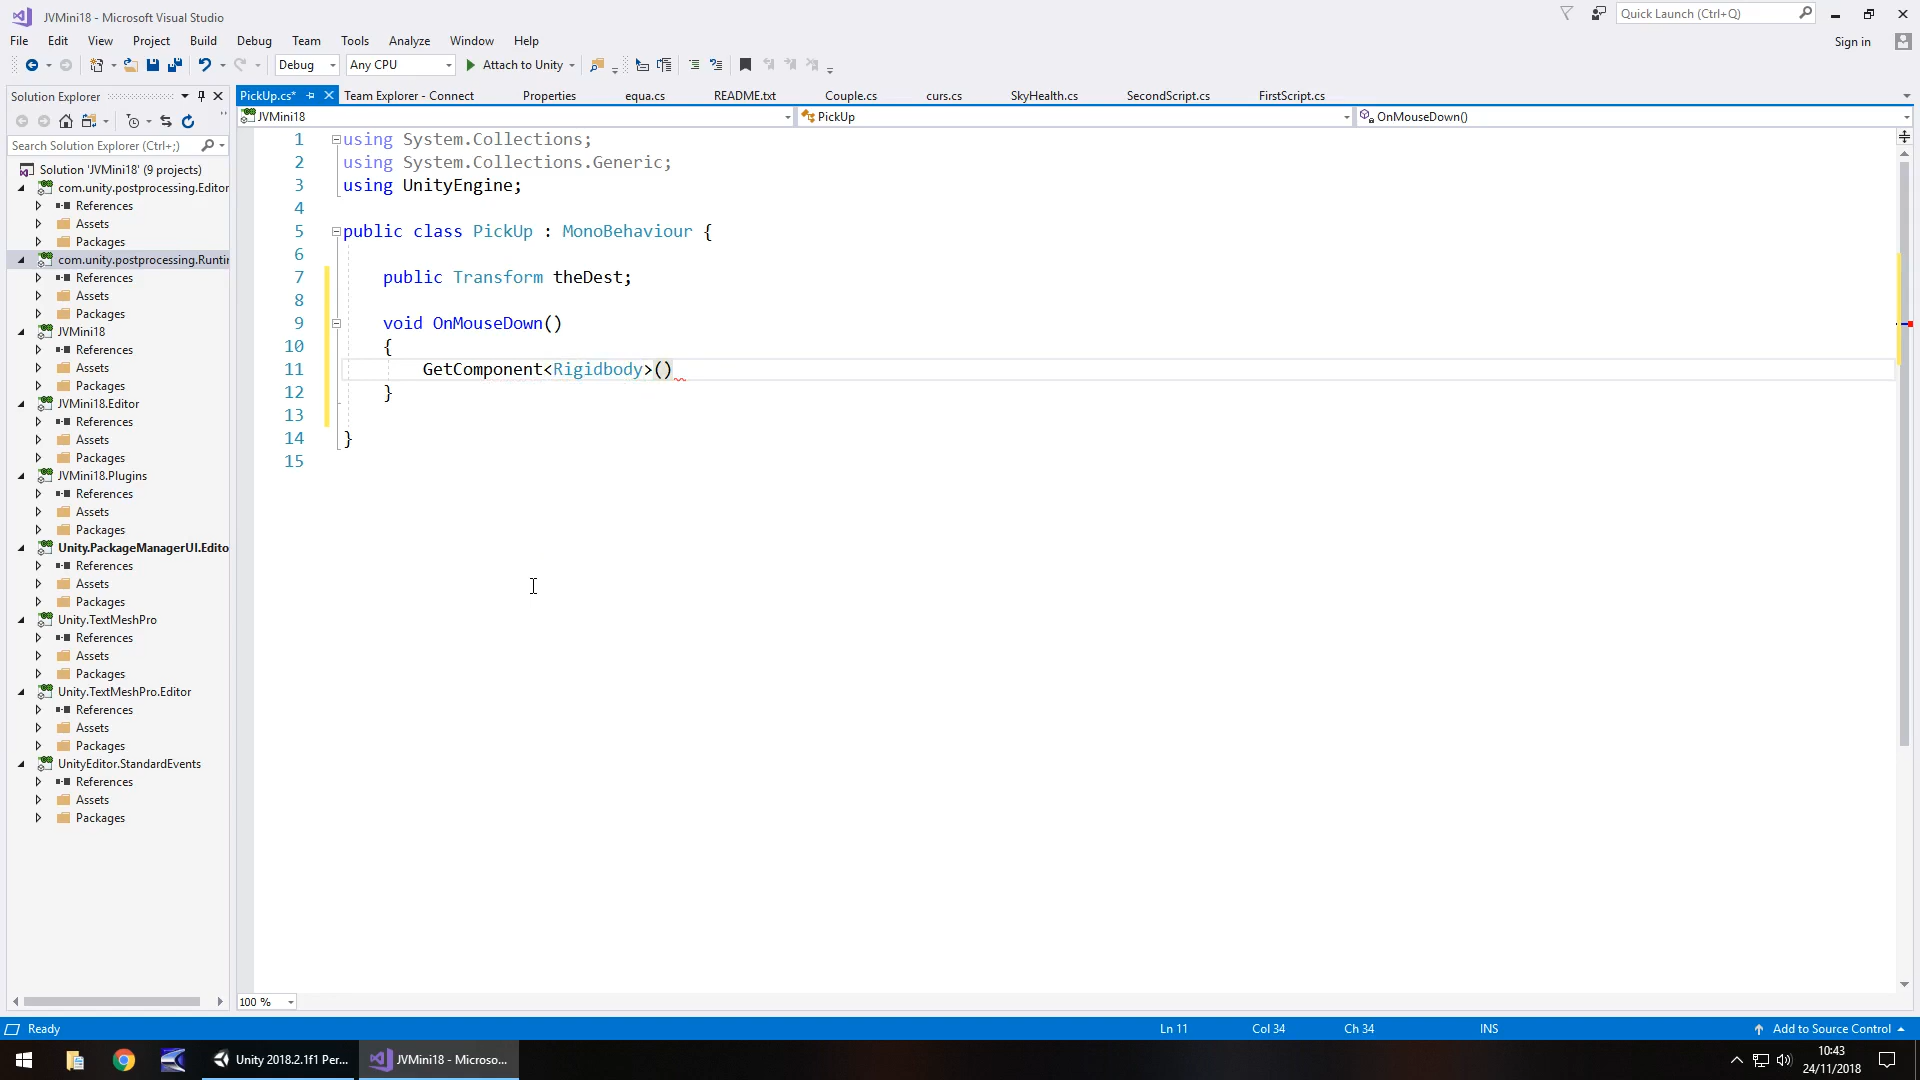 JVMini18 - Microsoft Visual Studio
Quick Launch (Ctrl+Q)
File Edit View Project Build Debug Team Tools Analyze Window Help
Sign in
Debug Any CPU Attach to Unity
Solution Explorer
PickUp.cs* Team Explorer - Connect Properties equa.cs README.txt Couple.cs curs.cs SkyHealth.cs SecondScript.cs FirstScript.cs
JVMini18 PickUp OnMouseDown()
Search Solution Explorer (Ctrl+;)
Solution 'JVMini18' (9 projects)
com.unity.postprocessing.Editor
References
Assets
Packages
com.unity.postprocessing.Runti
References
Assets
Packages
JVMini18
References
Assets
Packages
JVMini18.Editor
References
Assets
Packages
JVMini18.Plugins
References
Assets
Packages
Unity.PackageManagerUI.Edito
References
Assets
Packages
Unity.TextMeshPro
References
Assets
Packages
Unity.TextMeshPro.Editor
References
Assets
Packages
UnityEditor.StandardEvents
References
Assets
Packages
1 using System.Collections;
2 using System.Collections.Generic;
3 using UnityEngine;
4
5 public class PickUp : MonoBehaviour {
6
7 public Transform theDest;
8
9 void OnMouseDown()
10 {
11 GetComponent<Rigidbody>()
12 }
13
14 }
15
100 %
Ready Ln 11 Col 34 Ch 34 INS Add to Source Control
Unity 2018.2.1f1 Per... JVMini18 - Microso...
10:43
24/11/2018